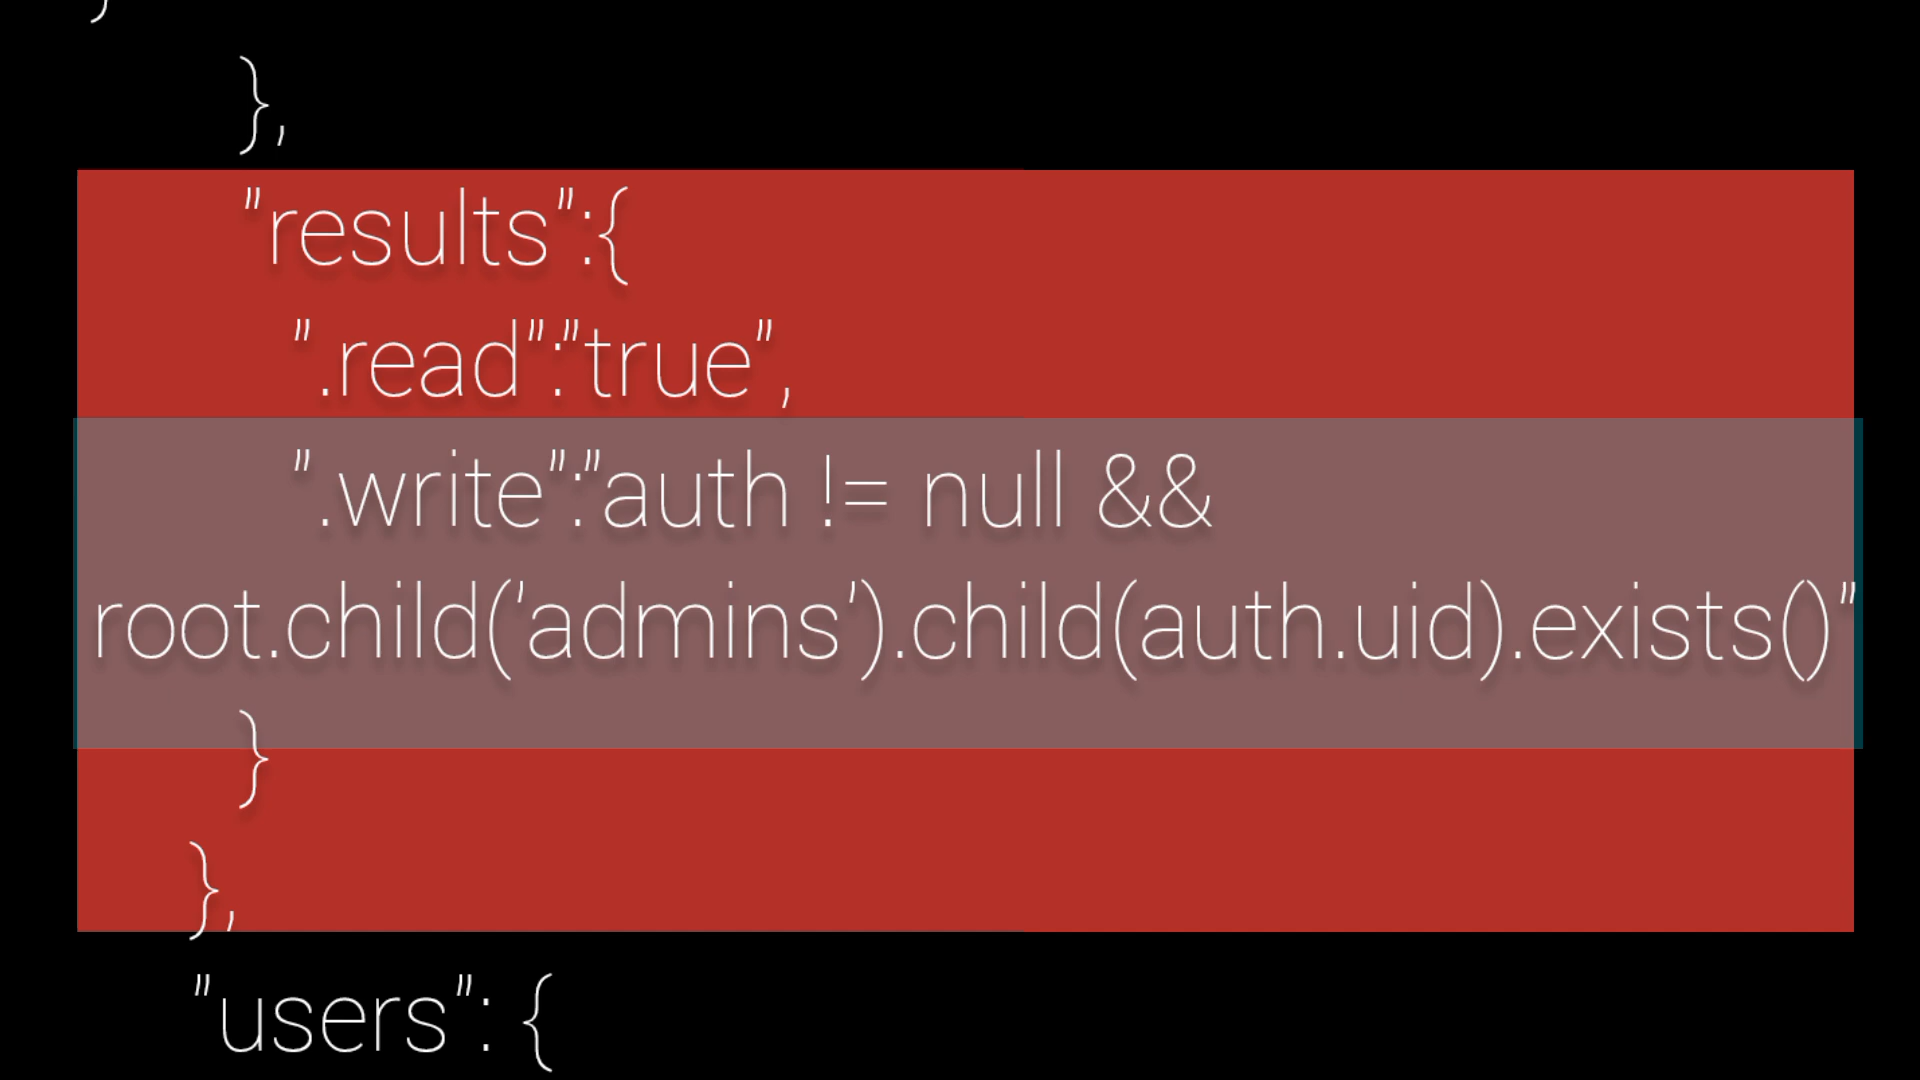 }
},
"results":{
".read":"true",
".write":"auth != null &&
root.child('admins').child(auth.uid).exists()"
}
},
"users": {